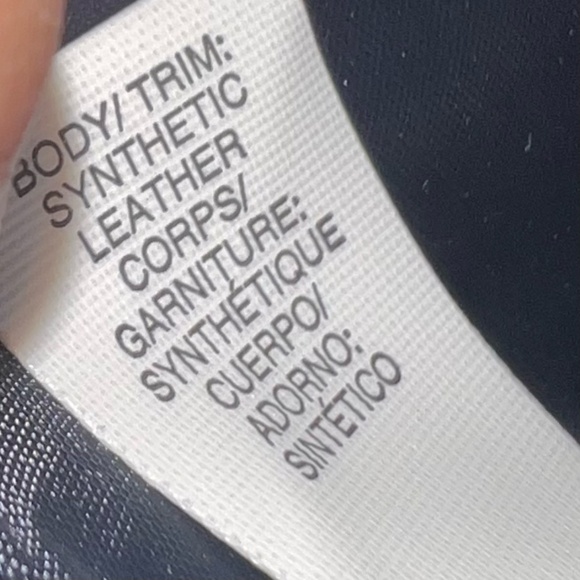 BODY/TRIM:
SYNTHETIC
LEATHER
CORPS/
GARNITURE:
SYNTHÉTIQUE
CUERPO/
ADORNO:
SINTÉTICO